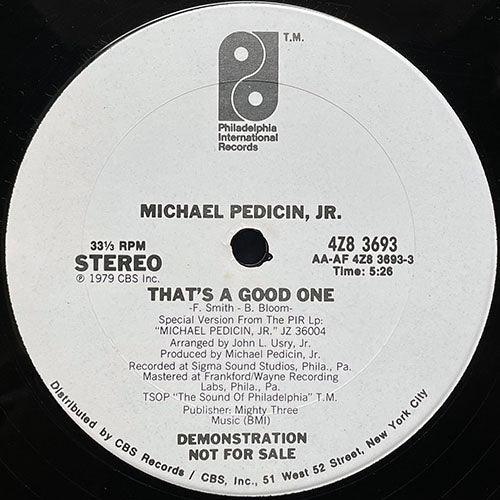 T.M.
Philadelphia
International
Records
MICHAEL PEDICIN, JR.
33⅓ RPM
STEREO
℗ 1979 CBS Inc.
4Z8 3693
AA-AF 4Z8 3693-3
Time: 5:26
THAT'S A GOOD ONE
-F. Smith - B. Bloom-
Special Version From The PIR Lp:
"MICHAEL PEDICIN, JR." JZ 36004
Arranged by John L. Usry, Jr.
Produced by Michael Pedicin, Jr.
Recorded at Sigma Sound Studios, Phila., Pa.
Mastered at Frankford/Wayne Recording
Labs, Phila., Pa.
TSOP "The Sound Of Philadelphia" T.M.
Publisher: Mighty Three
Music (BMI)
DEMONSTRATION
NOT FOR SALE
Distributed by CBS Records / CBS, Inc., 51 West 52 Street, New York City